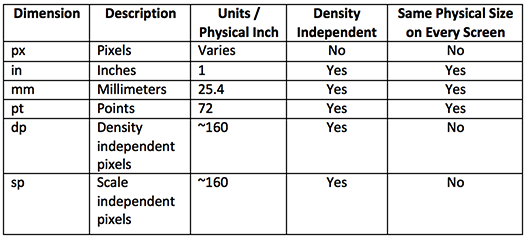 Dimension Description Units / Physical Inch Density Independent Same Physical Size on Every Screen
px Pixels Varies No No
in Inches 1 Yes Yes
mm Millimeters 25.4 Yes Yes
pt Points 72 Yes Yes
dp Density independent pixels ~160 Yes No
sp Scale independent pixels ~160 Yes No